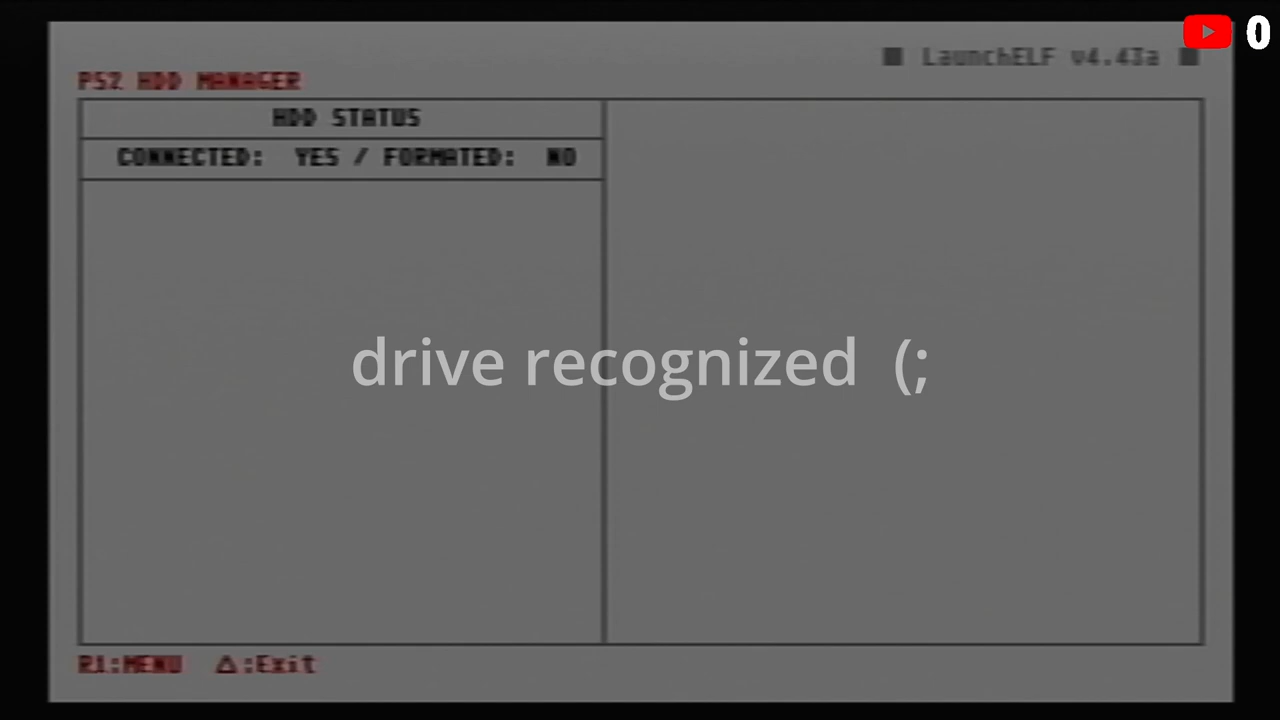 0
■ LaunchELF v4.43a ■
PS2 HDD MANAGER
HDD STATUS
CONNECTED: YES / FORMATED: NO
drive recognized (;
R1:MENU △:Exit